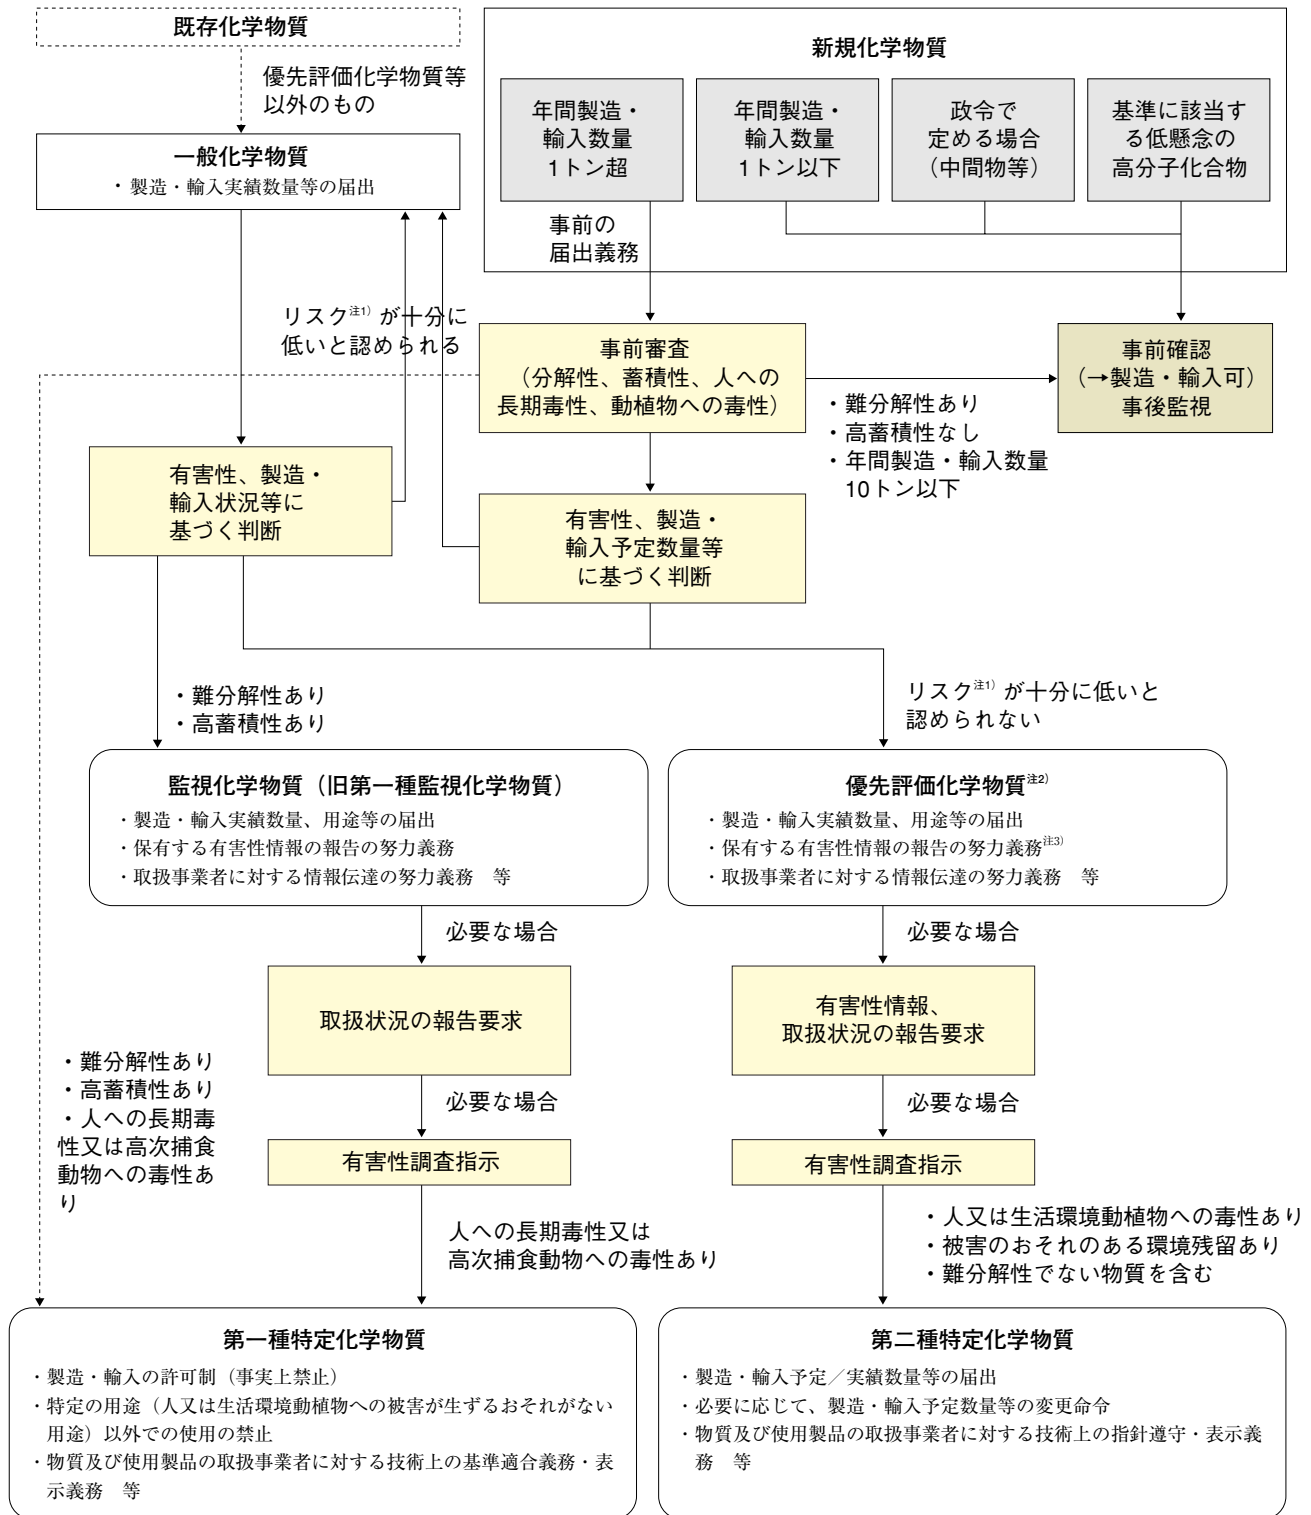 既存化学物質
優先評価化学物質等
以外のもの
一般化学物質
・製造・輸入実績数量等の届出
新規化学物質
年間製造・
輸入数量
1トン超
年間製造・
輸入数量
1トン以下
政令で
定める場合
（中間物等）
基準に該当す
る低懸念の
高分子化合物
事前の
届出義務
リスク注1) が十分に
低いと認められる
事前審査
（分解性、蓄積性、人への
長期毒性、動植物への毒性）
事前確認
（→製造・輸入可）
事後監視
・難分解性あり
・高蓄積性なし
・年間製造・輸入数量
10トン以下
有害性、製造・
輸入状況等に
基づく判断
有害性、製造・
輸入予定数量等
に基づく判断
・難分解性あり
・高蓄積性あり
リスク注1) が十分に低いと
認められない
監視化学物質（旧第一種監視化学物質）
・製造・輸入実績数量、用途等の届出
・保有する有害性情報の報告の努力義務
・取扱事業者に対する情報伝達の努力義務　等
優先評価化学物質注2)
・製造・輸入実績数量、用途等の届出
・保有する有害性情報の報告の努力義務注3)
・取扱事業者に対する情報伝達の努力義務　等
必要な場合
必要な場合
取扱状況の報告要求
有害性情報、
取扱状況の報告要求
・難分解性あり
・高蓄積性あり
・人への長期毒
性又は高次捕食
動物への毒性あ
り
必要な場合
必要な場合
有害性調査指示
有害性調査指示
人への長期毒性又は
高次捕食動物への毒性あり
・人又は生活環境動植物への毒性あり
・被害のおそれのある環境残留あり
・難分解性でない物質を含む
第一種特定化学物質
・製造・輸入の許可制（事実上禁止）
・特定の用途（人又は生活環境動植物への被害が生ずるおそれがない
用途）以外での使用の禁止
・物質及び使用製品の取扱事業者に対する技術上の基準適合義務・表
示義務　等
第二種特定化学物質
・製造・輸入予定／実績数量等の届出
・必要に応じて、製造・輸入予定数量等の変更命令
・物質及び使用製品の取扱事業者に対する技術上の指針遵守・表示義
務　等